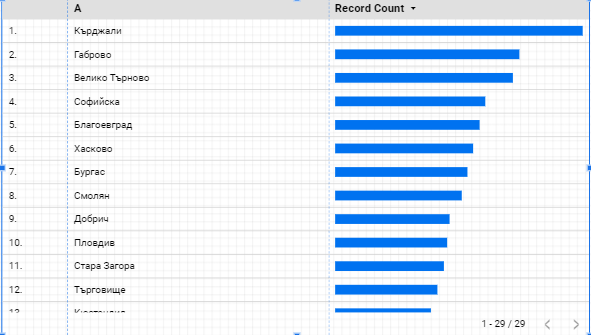 A Record Count
1. Кърджали
2. Габрово
3. Велико Търново
4. Софийска
5. Благоевград
6. Хасково
7. Бургас
8. Смолян
9. Добрич
10. Пловдив
11. Стара Загора
12. Търговище
1 - 29 / 29